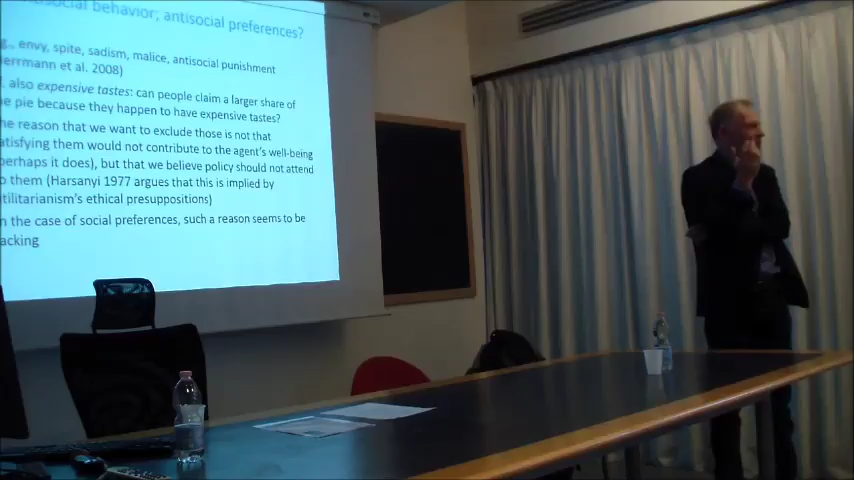 social behavior; antisocial preferences?
g., envy, spite, sadism, malice, antisocial punishment
errmann et al. 2008)
. also expensive tastes: can people claim a larger share of
e pie because they happen to have expensive tastes?
he reason that we want to exclude those is not that
atisfying them would not contribute to the agent's well-being
perhaps it does), but that we believe policy should not attend
o them (Harsanyi 1977 argues that this is implied by
tilitarianism's ethical presuppositions)
n the case of social preferences, such a reason seems to be
acking